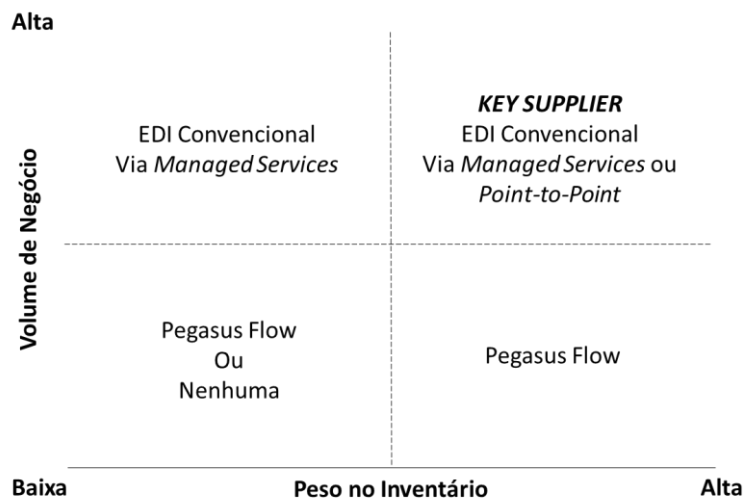 Alta
EDI Convencional
Via Managed Services
KEY SUPPLIER
EDI Convencional
Via Managed Services ou
Point-to-Point
Volume de Negócio
Pegasus Flow
Ou
Nenhuma
Pegasus Flow
Baixa
Peso no Inventário
Alta